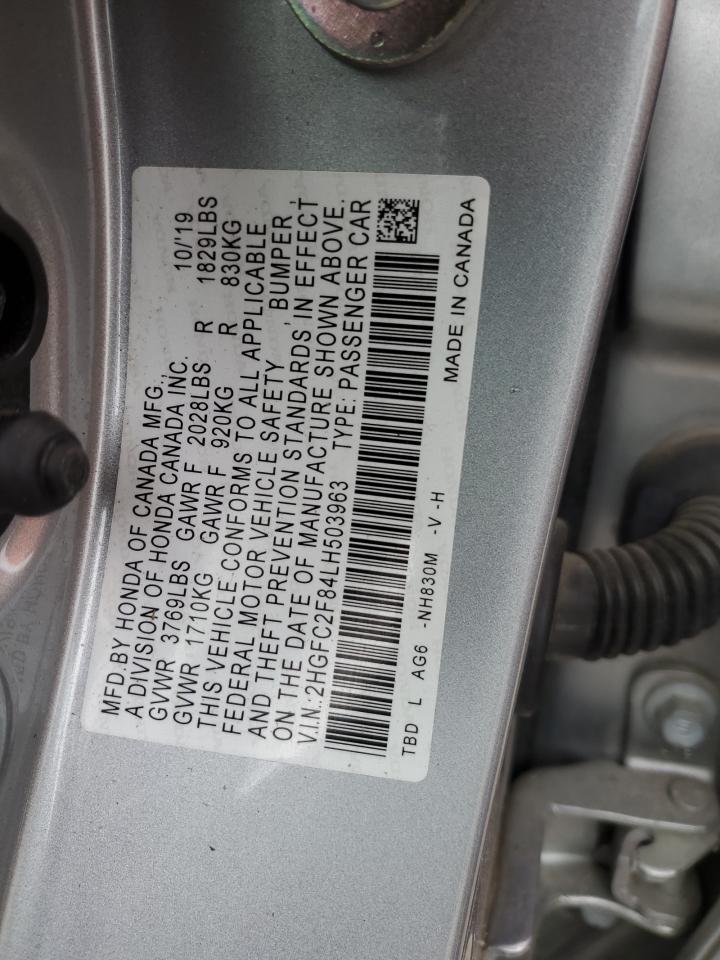 MFD.BY HONDA OF CANADA MFG., 10/'19
A DIVISION OF HONDA CANADA INC.
GVWR 3769LBS GAWR F 2028LBS R 1829LBS
GVWR 1710KG GAWR F 920KG R 830KG
THIS VEHICLE CONFORMS TO ALL APPLICABLE
FEDERAL MOTOR VEHICLE SAFETY, BUMPER,
AND THEFT PREVENTION STANDARDS IN EFFECT
ON THE DATE OF MANUFACTURE SHOWN ABOVE.
V.I.N:2HGFC2F84LH503963 TYPE: PASSENGER CAR
TBD L AG6 -NH830M -V -H
MADE IN CANADA